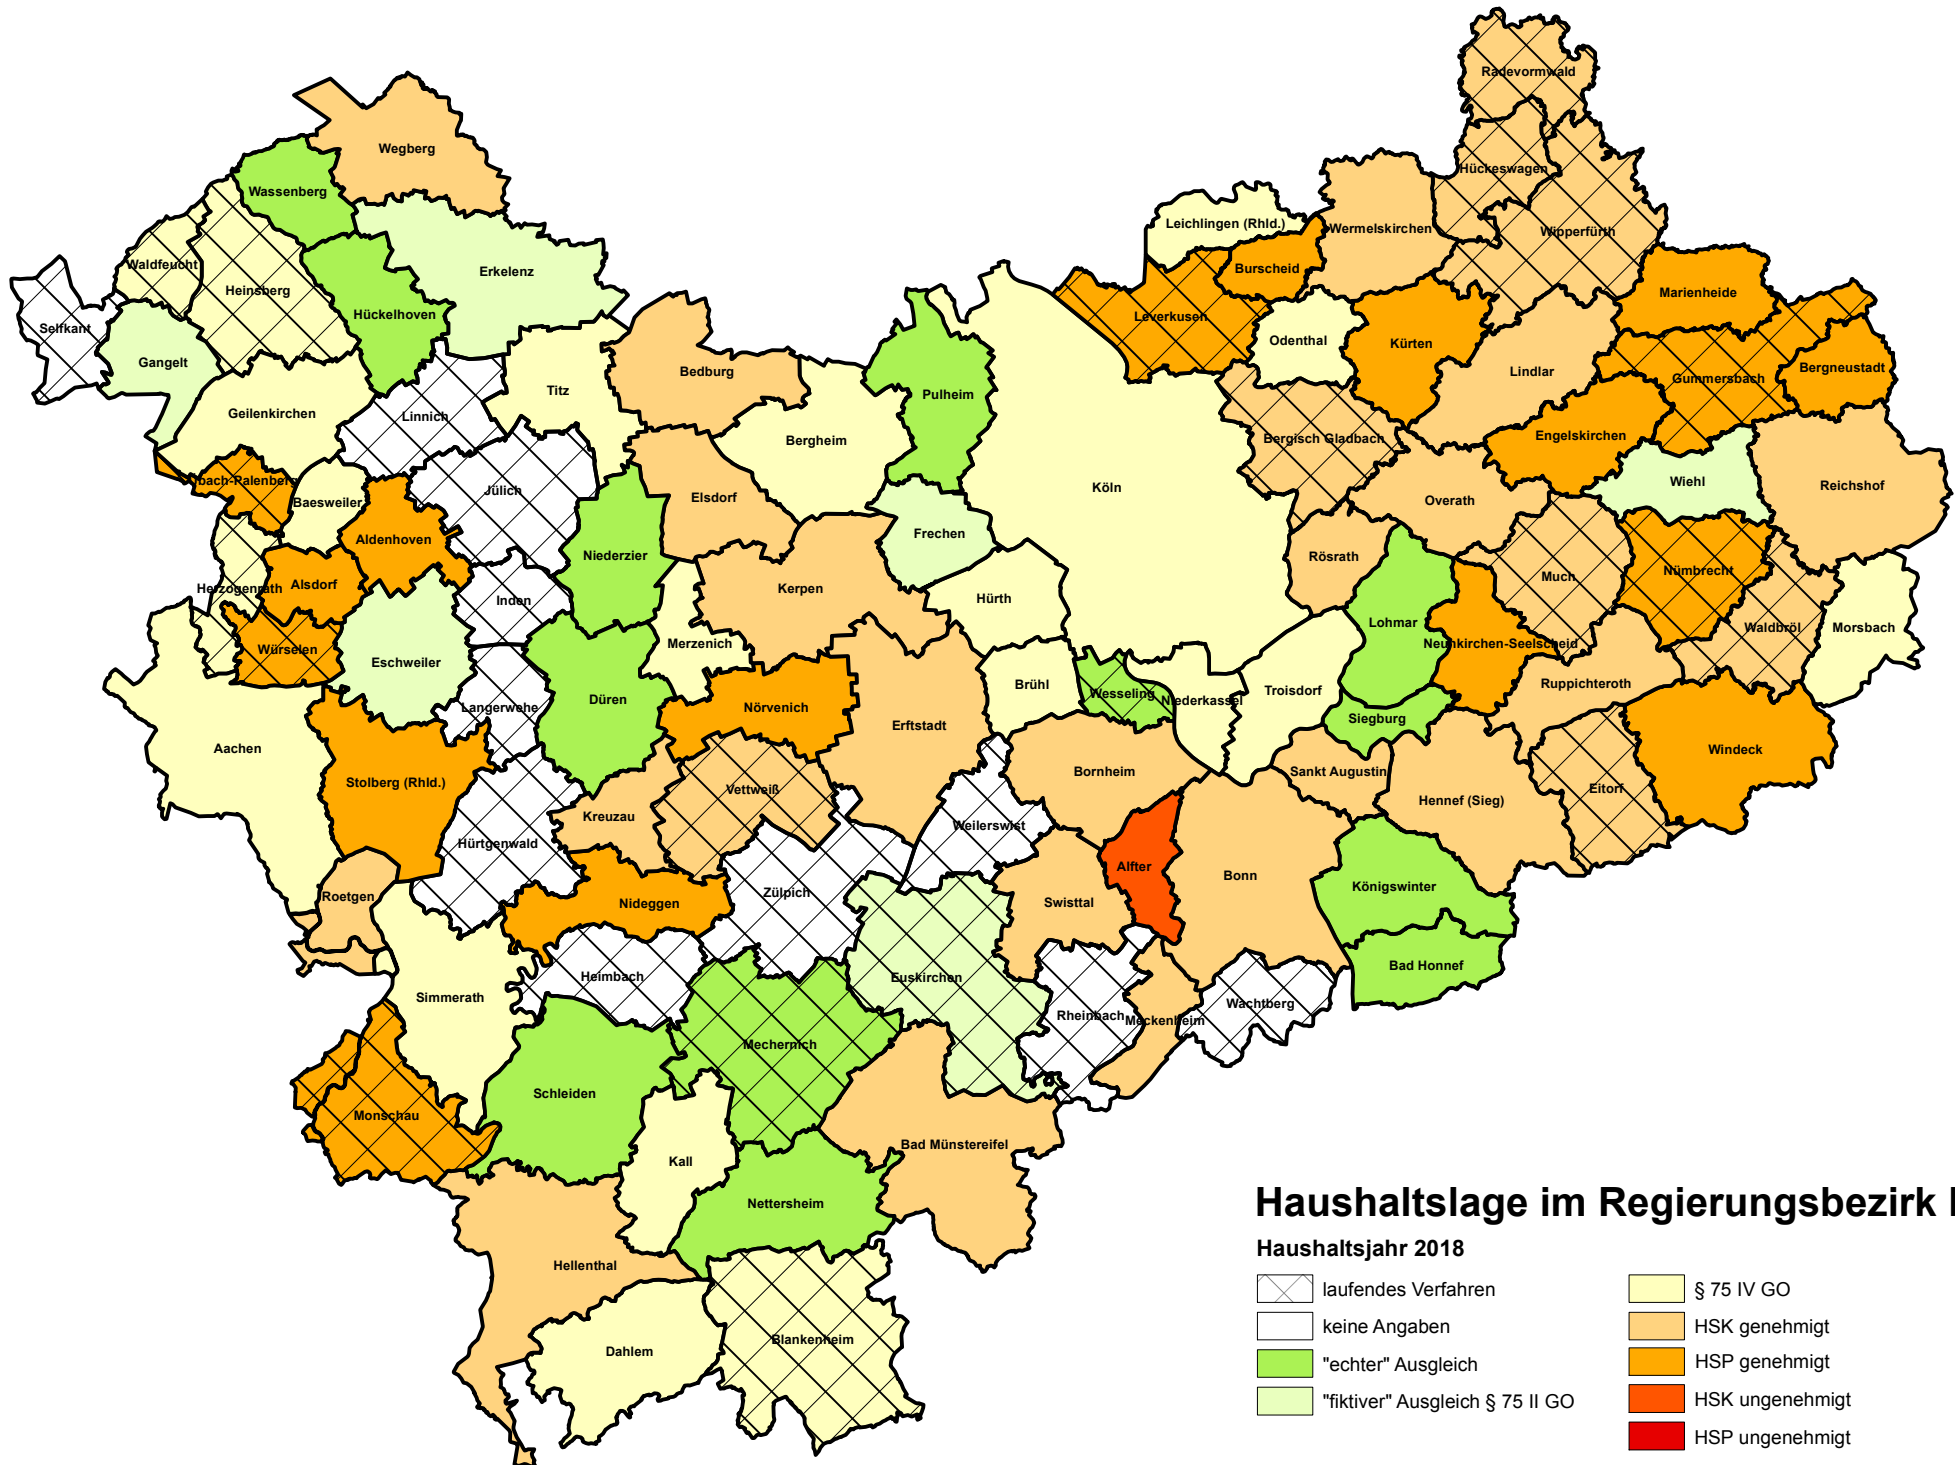 Radevormwald
Wegberg
Hückeswagen
Wassenberg
Leichlingen (Rhld.)
Wermelskirchen
Wipperfürth
Waldfeucht
Erkelenz
Burscheid
Heinsberg
Marienheide
Hückelhoven
Leverkusen
Selfkant
Odenthal
Kürten
Gangelt
Bedburg
Lindlar
Bergneustadt
Titz
Pulheim
Gummersbach
Geilenkirchen
Linnich
Bergheim
Bergisch Gladbach
Engelskirchen
bach-Palenberg
Wiehl
Reichshof
Köln
Jülich
Baesweiler
Elsdorf
Overath
Aldenhoven
Frechen
Niederzier
Rösrath
Nümbrecht
Much
Alsdorf
Herzogenrath
Kerpen
Inden
Hürth
Lohmar
Waldbröl
Morsbach
Würselen
Merzenich
Neunkirchen-Seelscheid
Eschweiler
Brühl
Troisdorf
Ruppichteroth
Wesseling
Niederkassel
Düren
Langerwehe
Nörvenich
Siegburg
Erftstadt
Aachen
Windeck
Bornheim
Sankt Augustin
Stolberg (Rhld.)
Vettweiß
Eitorf
Hennef (Sieg)
Kreuzau
Weilerswist
Hürtgenwald
Alfter
Bonn
Königswinter
Zülpich
Roetgen
Nideggen
Swisttal
Bad Honnef
Heimbach
Euskirchen
Simmerath
Wachtberg
Rheinbach
Meckenheim
Mechernich
Schleiden
Monschau
Bad Münstereifel
Kall
Nettersheim
Hellenthal
Blankenheim
Dahlem
Haushaltslage im Regierungsbezirk
Haushaltsjahr 2018
laufendes Verfahren
keine Angaben
"echter" Ausgleich
"fiktiver" Ausgleich § 75 II GO
§ 75 IV GO
HSK genehmigt
HSP genehmigt
HSK ungenehmigt
HSP ungenehmigt